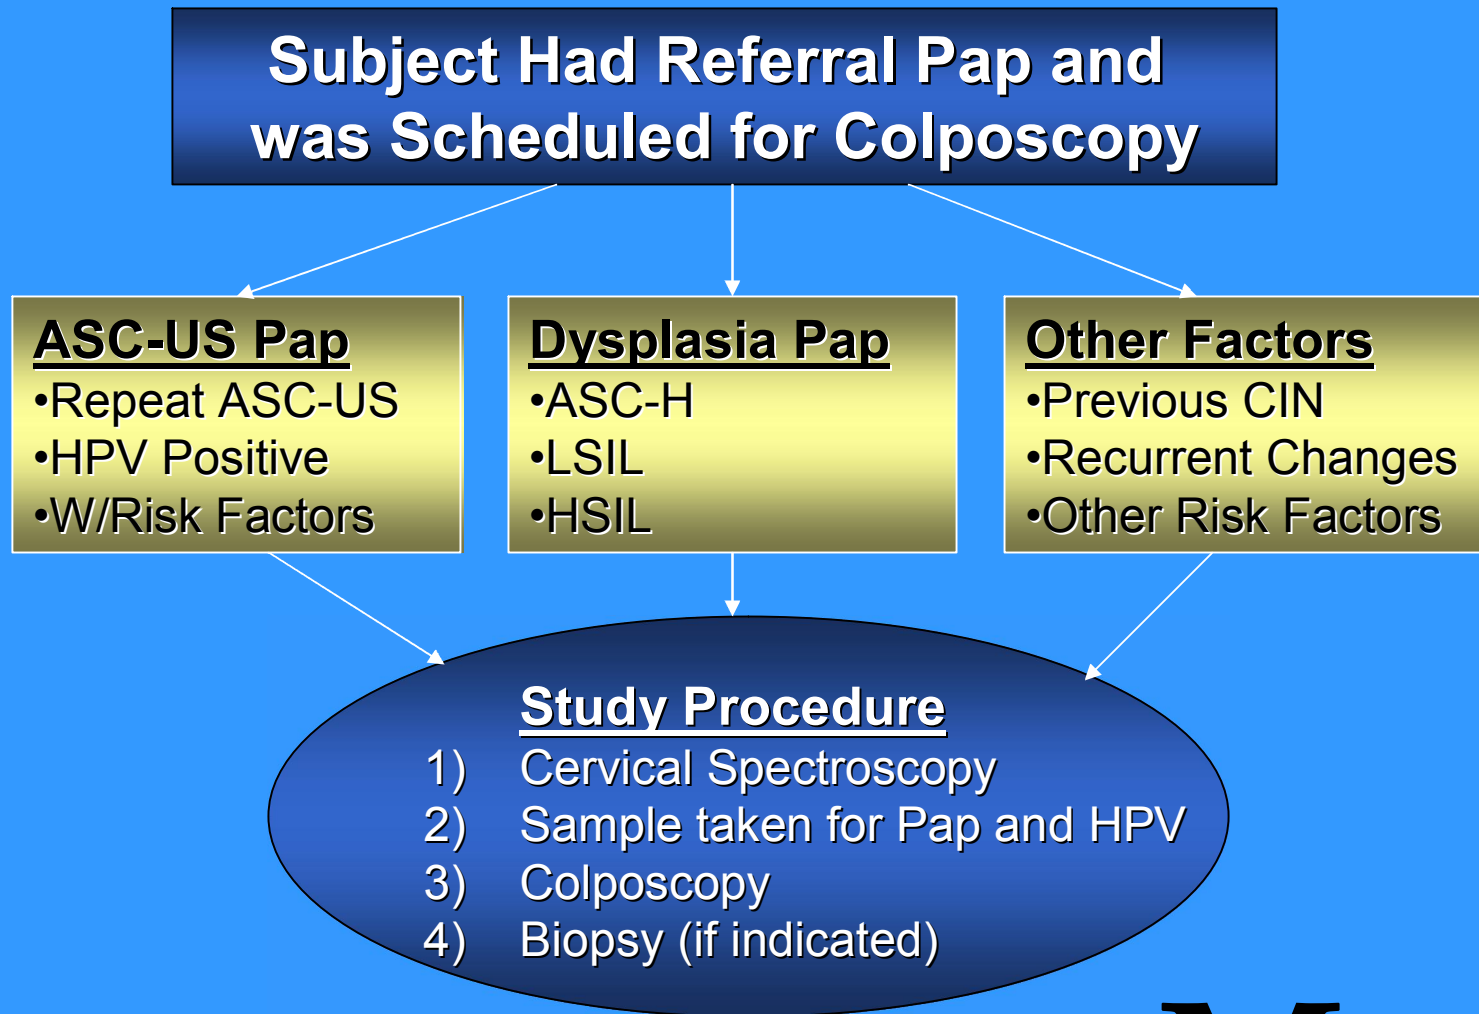 Subject Had Referral Pap and
was Scheduled for Colposcopy
ASC-US Pap
•Repeat ASC-US
•HPV Positive
•W/Risk Factors
Dysplasia Pap
•ASC-H
•LSIL
•HSIL
Other Factors
•Previous CIN
•Recurrent Changes
•Other Risk Factors
Study Procedure
1) Cervical Spectroscopy
2) Sample taken for Pap and HPV
3) Colposcopy
4) Biopsy (if indicated)